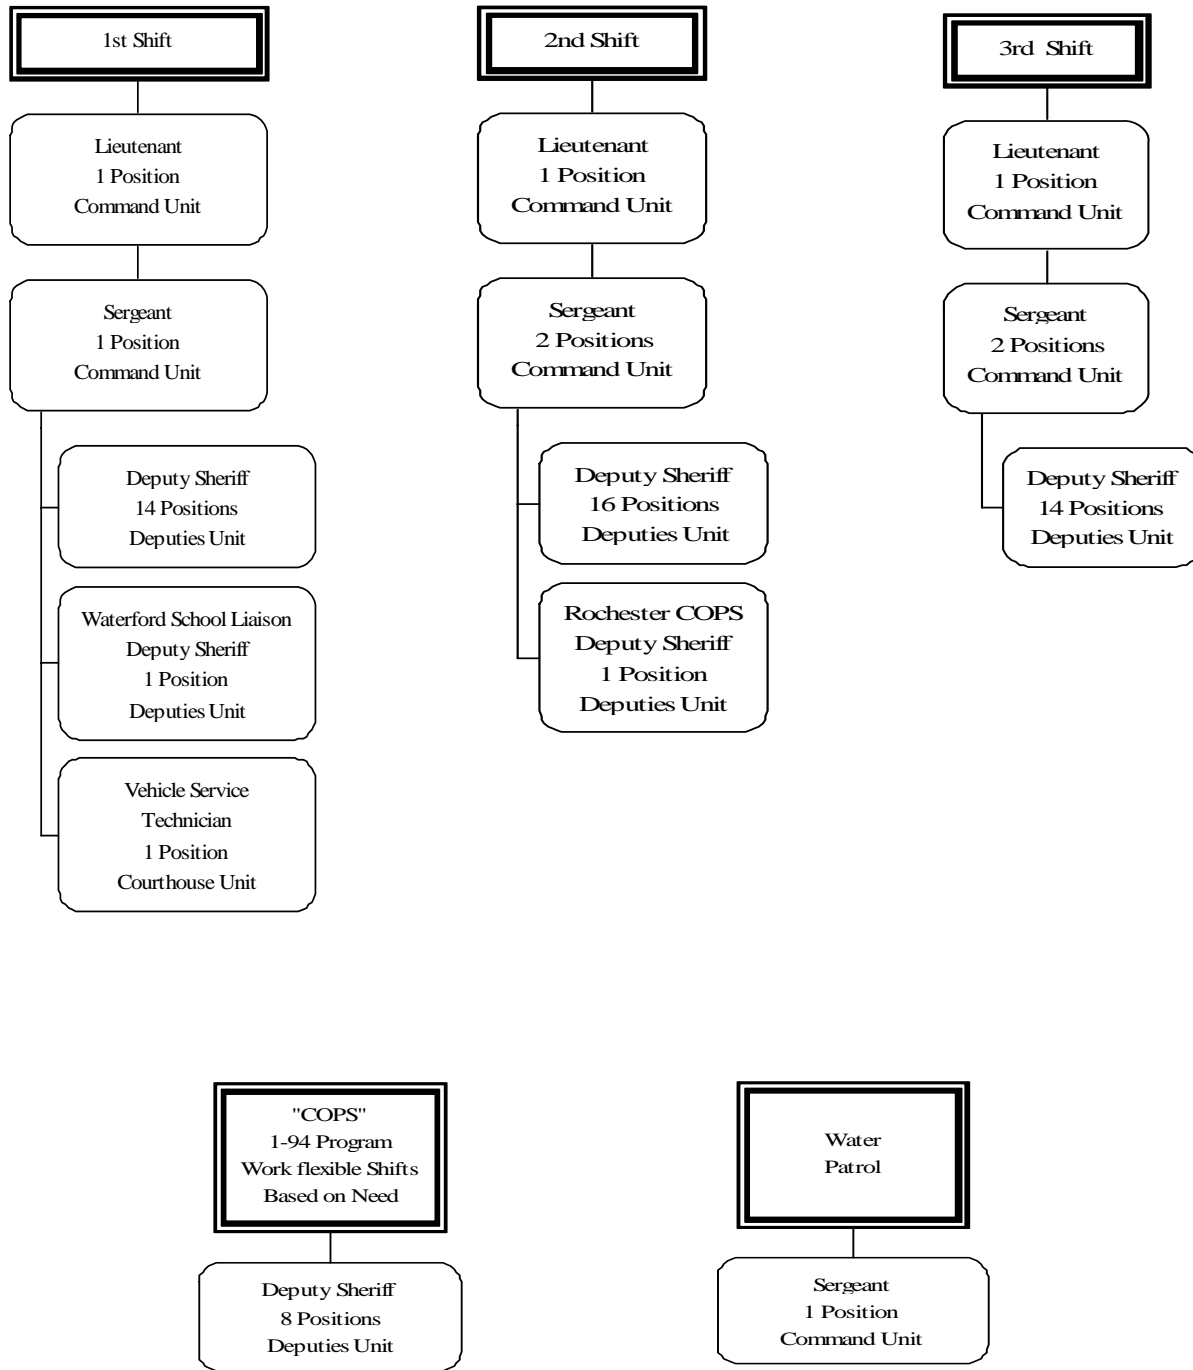 1st Shift
Lieutenant
1 Position
Command Unit
Sergeant
1 Position
Command Unit
Deputy Sheriff
14 Positions
Deputies Unit
Waterford School Liaison
Deputy Sheriff
1 Position
Deputies Unit
Vehicle Service
Technician
1 Position
Courthouse Unit
2nd Shift
Lieutenant
1 Position
Command Unit
Sergeant
2 Positions
Command Unit
Deputy Sheriff
16 Positions
Deputies Unit
Rochester COPS
Deputy Sheriff
1 Position
Deputies Unit
3rd Shift
Lieutenant
1 Position
Command Unit
Sergeant
2 Positions
Command Unit
Deputy Sheriff
14 Positions
Deputies Unit
"COPS"
1-94 Program
Work flexible Shifts
Based on Need
Deputy Sheriff
8 Positions
Deputies Unit
Water
Patrol
Sergeant
1 Position
Command Unit